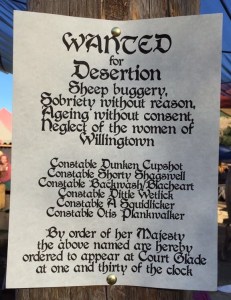 WANTED
for
Desertion
Sheep buggery,
Sobriety without reason,
Ageing without consent,
Neglect of the women of
Willingtown
Constable Dunken Cupshot
Constable Shorty Shagswell
Constable Backwash/Blacheart
Constable Dittle Wetlick
Constable A Squidlicker
Constable Otis Plankwalker
By order of her Majesty
the above named are hereby
ordered to appear at Court Glade
at one and thirty of the clock